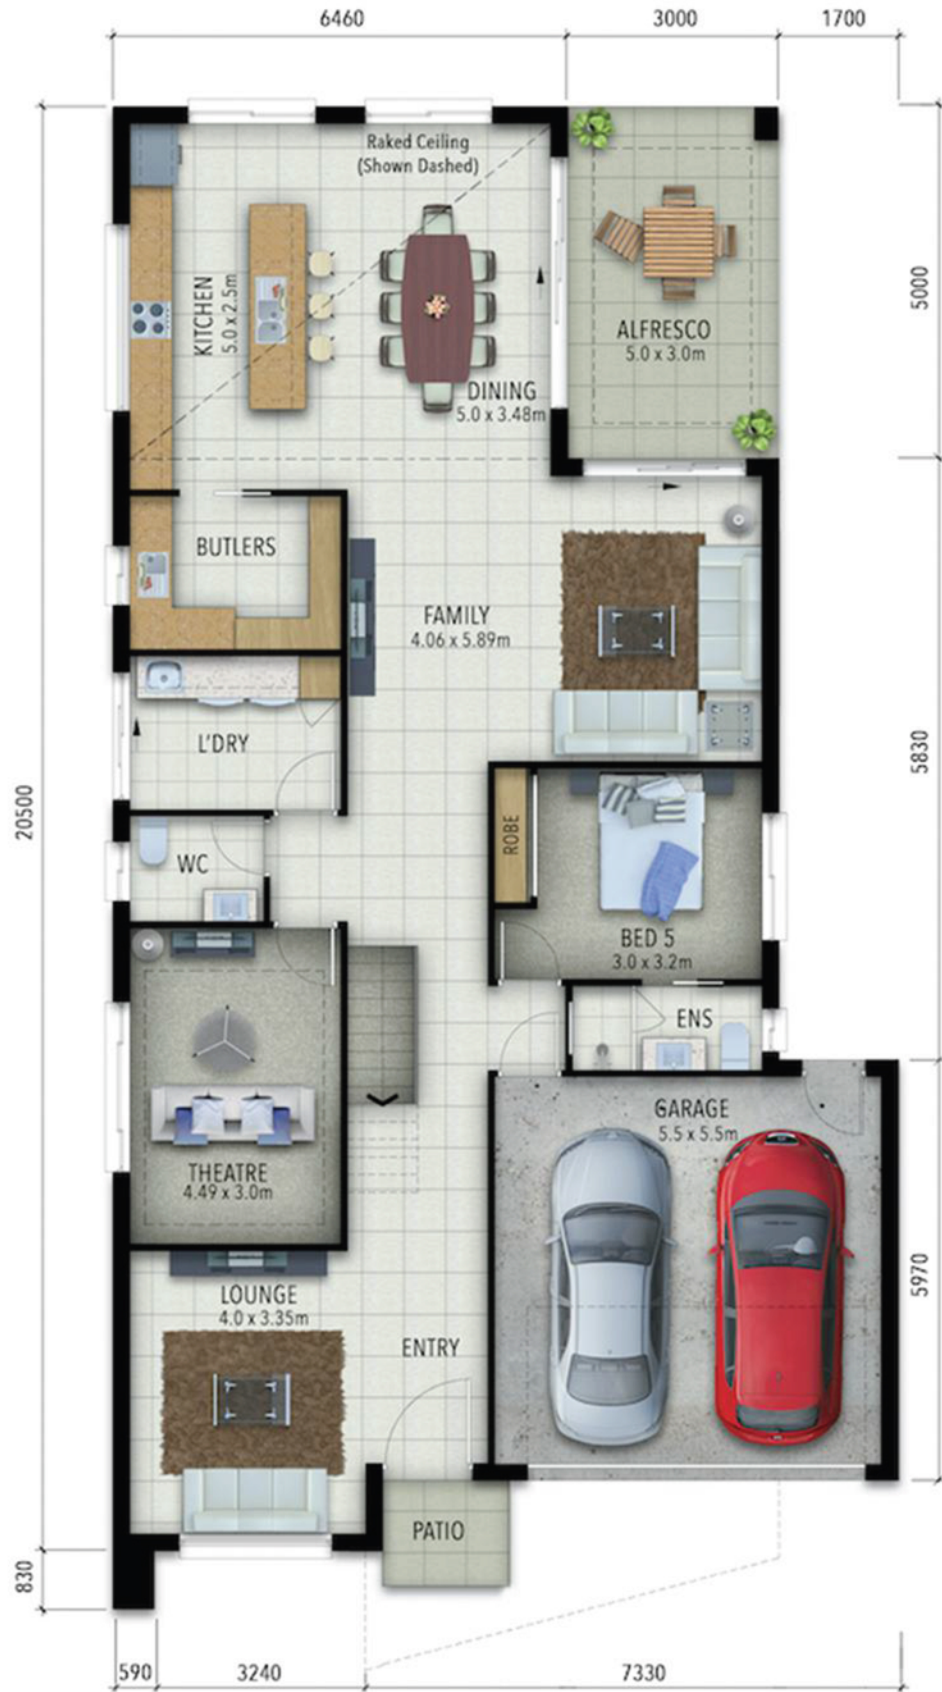 6460
3000
1700
Raked Ceiling
(Shown Dashed)
KITCHEN
5.0 x 2.5m
ALFRESCO
5.0 x 3.0m
5000
DINING
5.0 x 3.48m
BUTLERS
FAMILY
4.06 x 5.89m
L'DRY
5830
20500
ROBE
WC
BED 5
3.0 x 3.2m
ENS
GARAGE
5.5 x 5.5m
THEATRE
4.49 x 3.0m
5970
LOUNGE
4.0 x 3.35m
ENTRY
PATIO
830
590
3240
7330